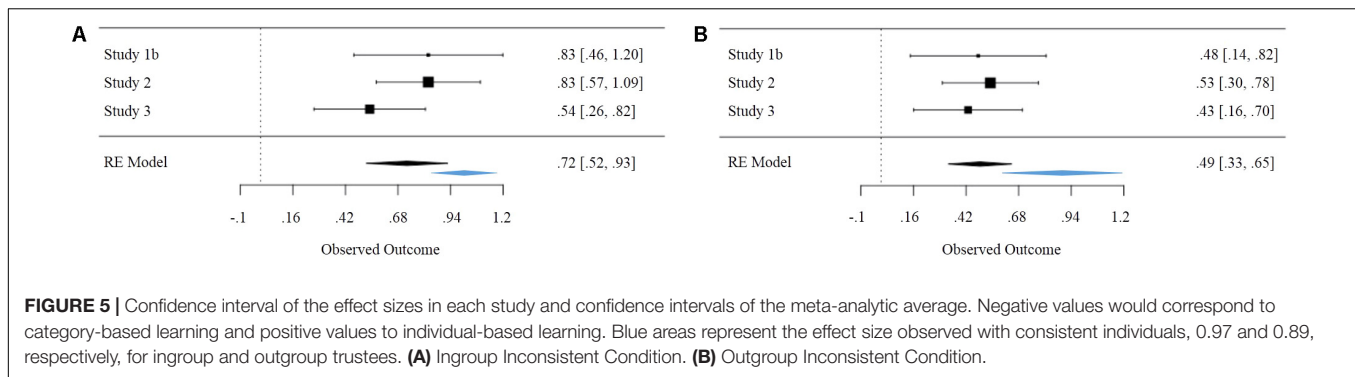 A
Study 1b .83 [.46, 1.20]
Study 2 .83 [.57, 1.09]
Study 3 .54 [.26, .82]
RE Model .72 [.52, .93]
-.1 .16 .42 .68 .94 1.2
Observed Outcome
B
Study 1b .48 [.14, .82]
Study 2 .53 [.30, .78]
Study 3 .43 [.16, .70]
RE Model .49 [.33, .65]
-.1 .16 .42 .68 .94 1.2
Observed Outcome
FIGURE 5 | Confidence interval of the effect sizes in each study and confidence intervals of the meta-analytic average. Negative values would correspond to
category-based learning and positive values to individual-based learning. Blue areas represent the effect size observed with consistent individuals, 0.97 and 0.89,
respectively, for ingroup and outgroup trustees. (A) Ingroup Inconsistent Condition. (B) Outgroup Inconsistent Condition.